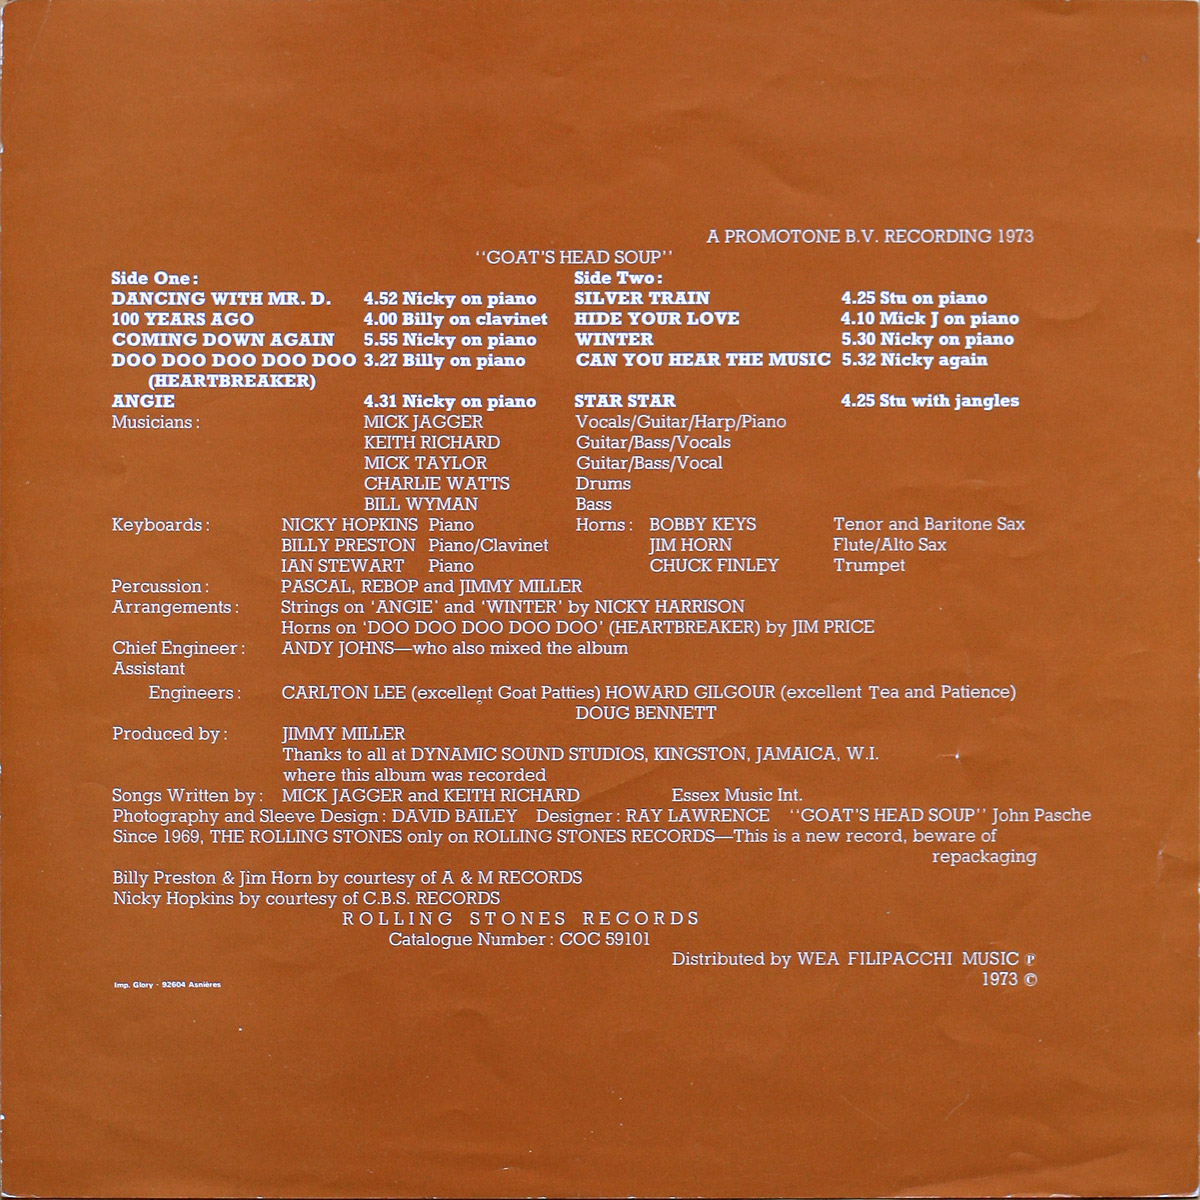 A PROMOTONE B.V. RECORDING 1973
‘‘GOAT'S HEAD SOUP’’
Side One: Side Two:
DANCING WITH MR. D. 4.52 Nicky on piano SILVER TRAIN 4.25 Stu on piano
100 YEARS AGO 4.00 Billy on clavinet HIDE YOUR LOVE 4.10 Mick J on piano
COMING DOWN AGAIN 5.55 Nicky on piano WINTER 5.30 Nicky on piano
DOO DOO DOO DOO DOO 3.27 Billy on piano CAN YOU HEAR THE MUSIC 5.32 Nicky again
(HEARTBREAKER)
ANGIE 4.31 Nicky on piano STAR STAR 4.25 Stu with jangles
Musicians: MICK JAGGER Vocals/Guitar/Harp/Piano
KEITH RICHARD Guitar/Bass/Vocals
MICK TAYLOR Guitar/Bass/Vocal
CHARLIE WATTS Drums
BILL WYMAN Bass
Keyboards: NICKY HOPKINS Piano Horns: BOBBY KEYS Tenor and Baritone Sax
BILLY PRESTON Piano/Clavinet JIM HORN Flute/Alto Sax
IAN STEWART Piano CHUCK FINLEY Trumpet
Percussion: PASCAL, REBOP and JIMMY MILLER
Arrangements: Strings on ‘ANGIE’ and ‘WINTER’ by NICKY HARRISON
Horns on ‘DOO DOO DOO DOO DOO’ (HEARTBREAKER) by JIM PRICE
Chief Engineer: ANDY JOHNS—who also mixed the album
Assistant
Engineers: CARLTON LEE (excellent Goat Patties) HOWARD GILGOUR (excellent Tea and Patience)
DOUG BENNETT
Produced by: JIMMY MILLER
Thanks to all at DYNAMIC SOUND STUDIOS, KINGSTON, JAMAICA, W.I.
where this album was recorded
Songs Written by: MICK JAGGER and KEITH RICHARD Essex Music Int.
Photography and Sleeve Design: DAVID BAILEY Designer: RAY LAWRENCE ‘‘GOAT'S HEAD SOUP’’ John Pasche
Since 1969, THE ROLLING STONES only on ROLLING STONES RECORDS—This is a new record, beware of
repackaging
Billy Preston & Jim Horn by courtesy of A & M RECORDS
Nicky Hopkins by courtesy of C.B.S. RECORDS
ROLLING STONES RECORDS
Catalogue Number: COC 59101
Distributed by WEA FILIPACCHI MUSIC ℗
1973 ©
Imp. Glory - 92604 Asnières